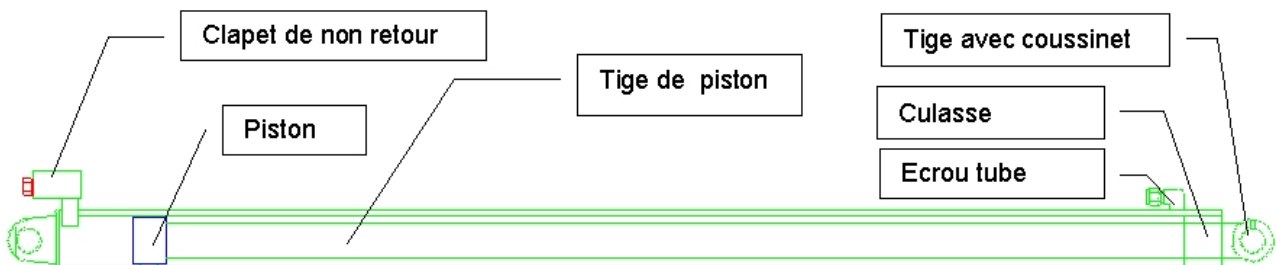 Clapet de non retour
Piston
Tige de piston
Tige avec coussinet
Culasse
Ecrou tube